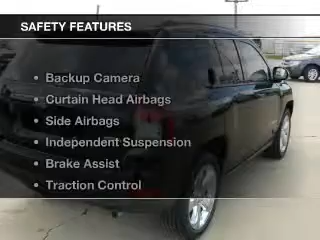 SAFETY FEATURES
• Backup Camera
• Curtain Head Airbags
• Side Airbags
• Independent Suspension
• Brake Assist
• Traction Control